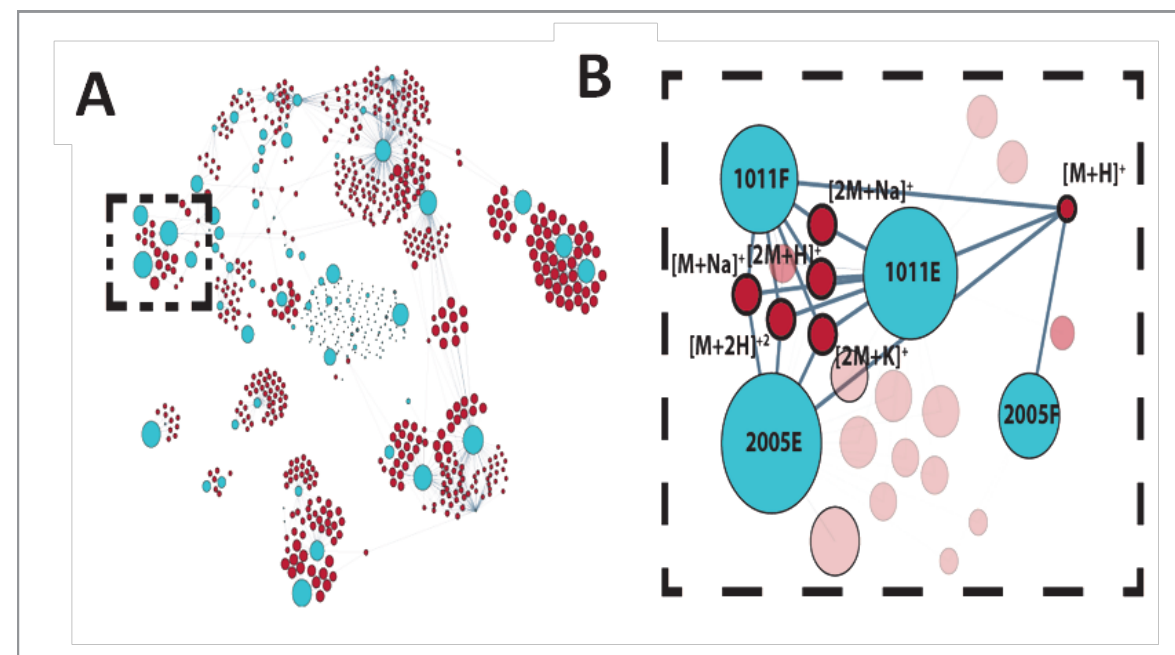 A
B
1011F
[2M+Na]⁺
[M+H]⁺
[M+Na]⁺
[2M+H]⁺
1011E
[M+2H]⁺²
[2M+K]⁺
2005E
2005F